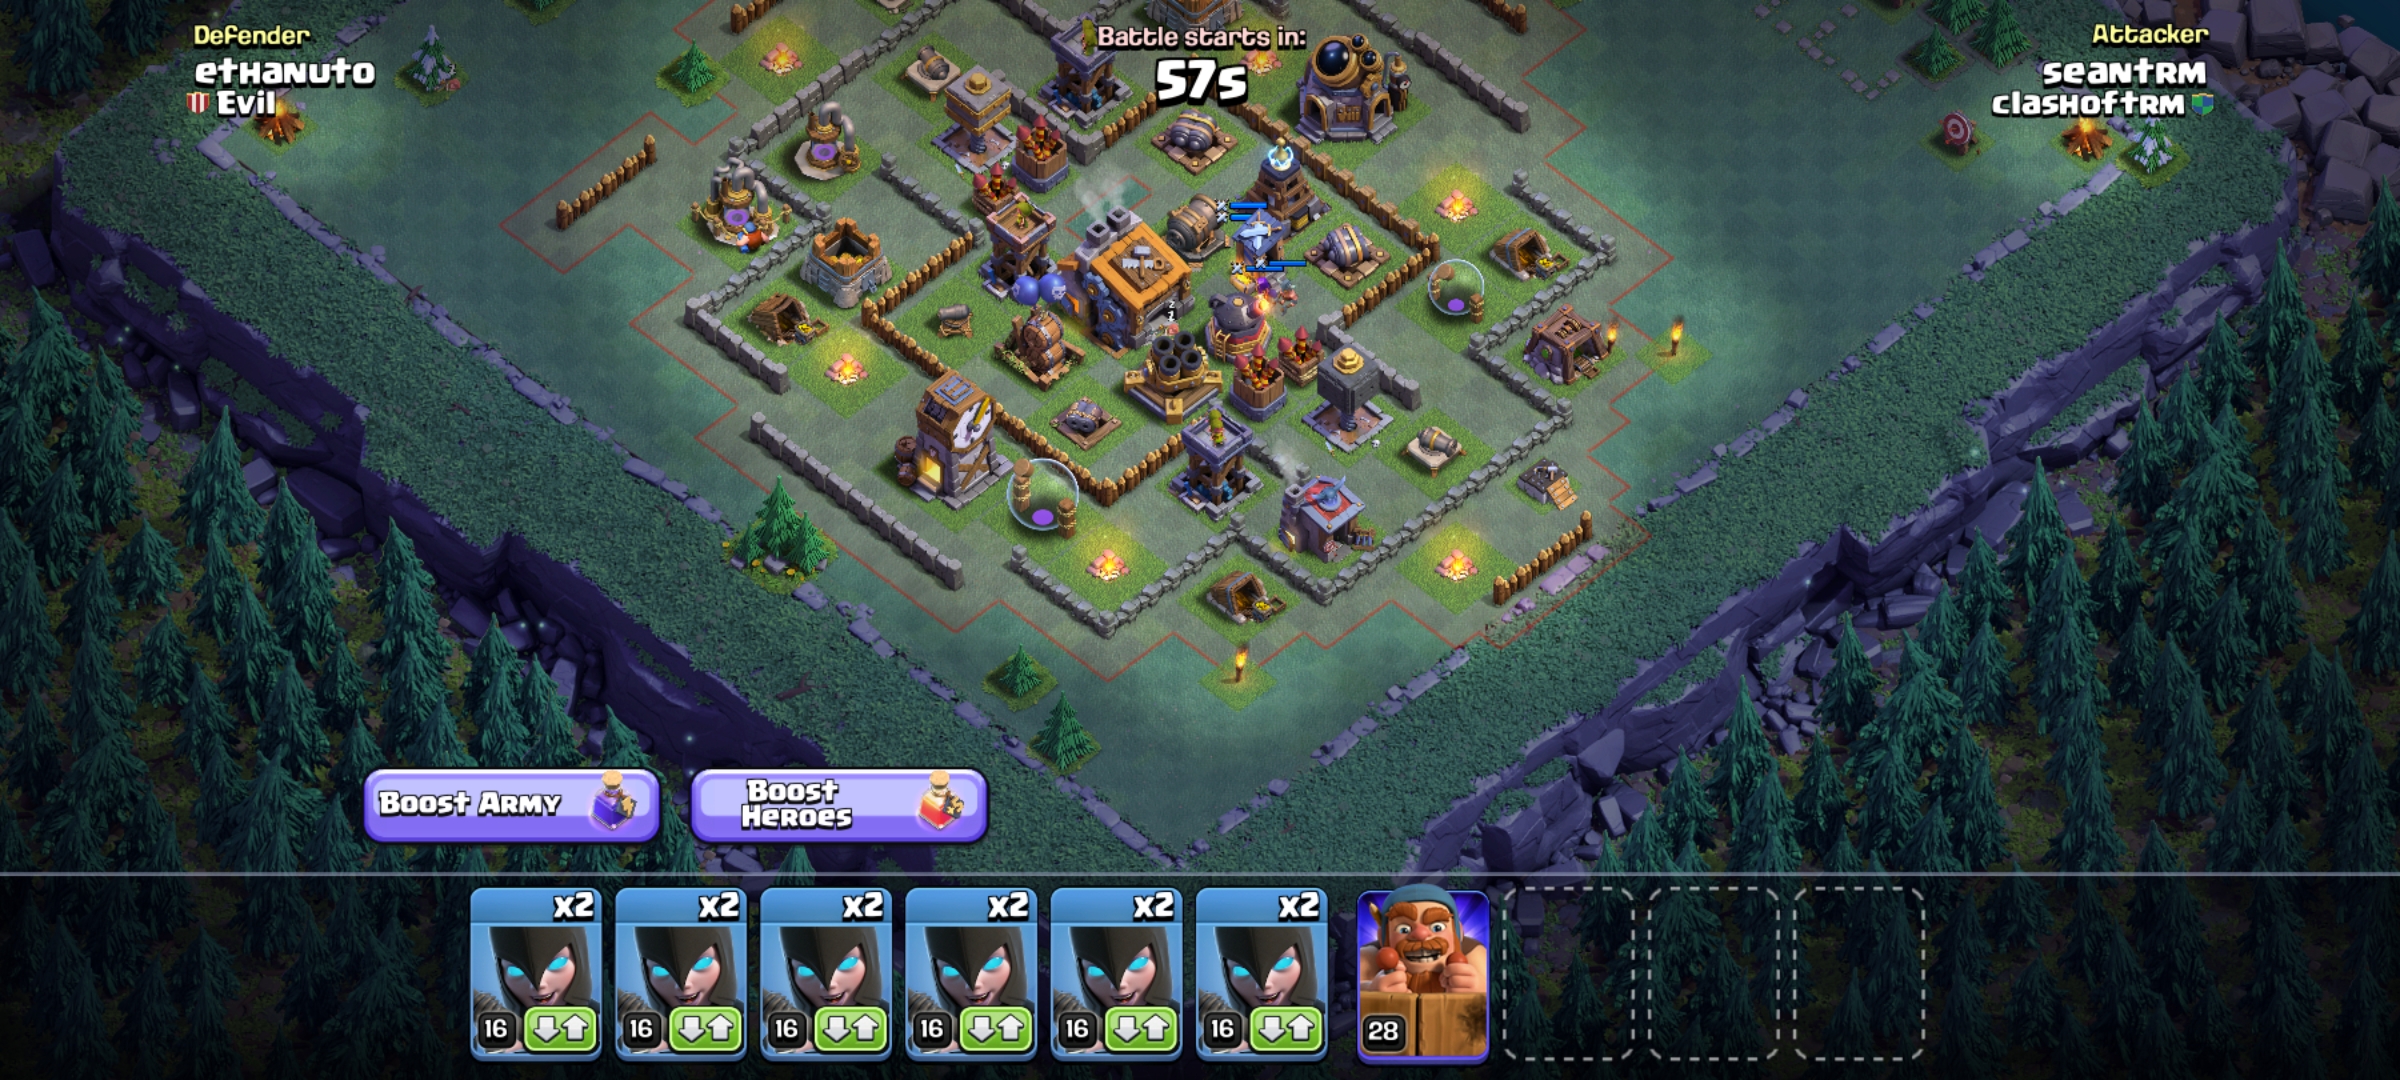 Defender
ethanuto
Evil
Battle starts in:
57s
Attacker
seantrm
clashoftrm
Boost Army
Boost
Heroes
x2
x2
x2
x2
x2
x2
16
16
16
16
16
16
28